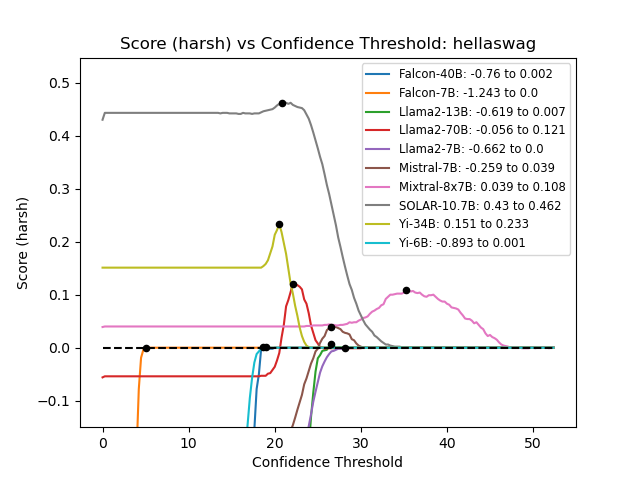 Score (harsh) vs Confidence Threshold: hellaswag
Score (harsh)
0.5
0.4
0.3
0.2
0.1
0.0
−0.1
Falcon-40B: -0.76 to 0.002
Falcon-7B: -1.243 to 0.0
Llama2-13B: -0.619 to 0.007
Llama2-70B: -0.056 to 0.121
Llama2-7B: -0.662 to 0.0
Mistral-7B: -0.259 to 0.039
Mixtral-8x7B: 0.039 to 0.108
SOLAR-10.7B: 0.43 to 0.462
Yi-34B: 0.151 to 0.233
Yi-6B: -0.893 to 0.001
0 10 20 30 40 50
Confidence Threshold